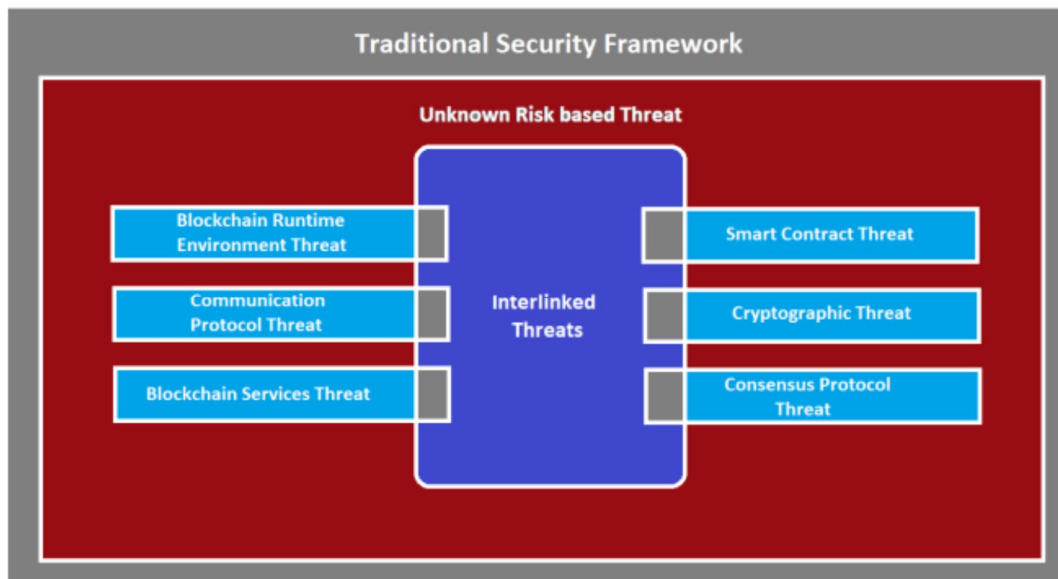 Traditional Security Framework
Unknown Risk based Threat
Blockchain Runtime
Environment Threat
Communication
Protocol Threat
Blockchain Services Threat
Interlinked
Threats
Smart Contract Threat
Cryptographic Threat
Consensus Protocol
Threat